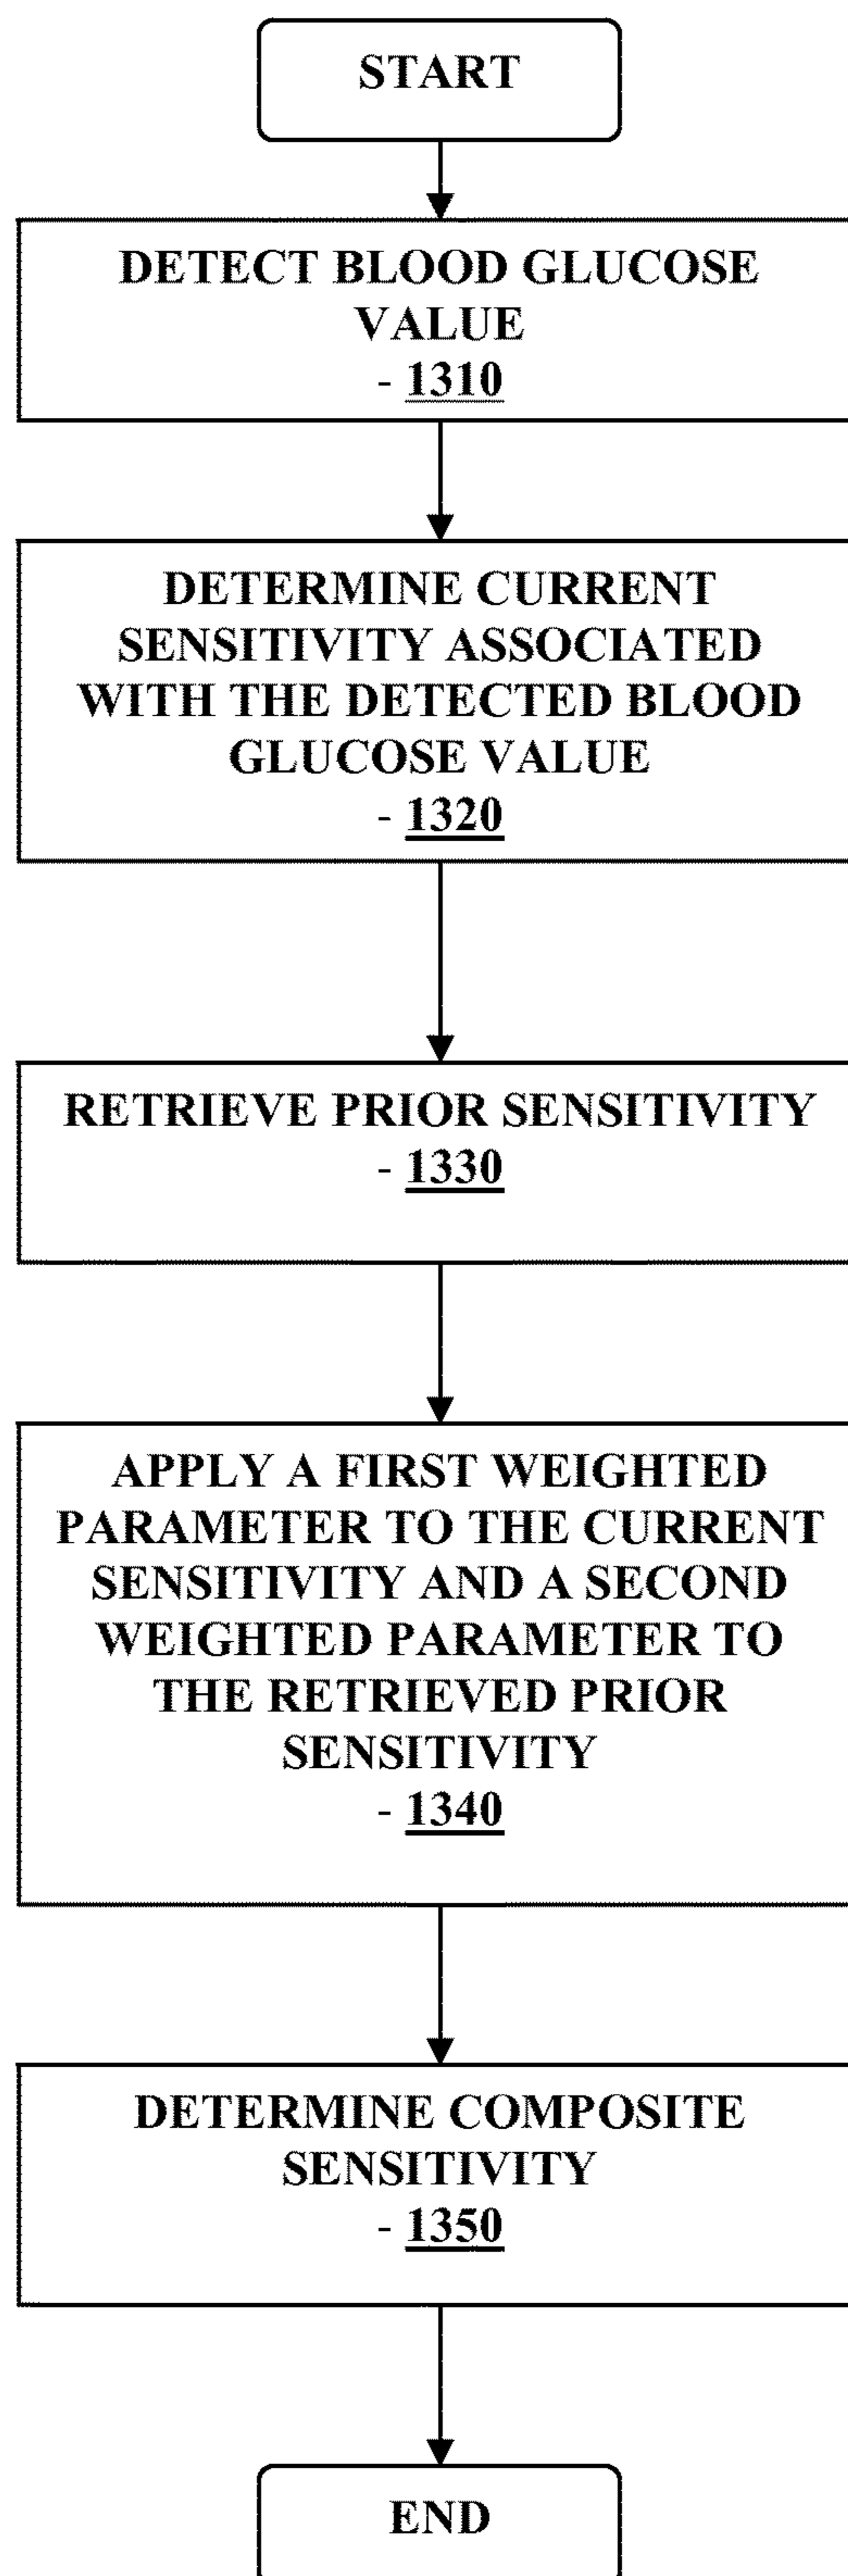 START
DETECT BLOOD GLUCOSE
VALUE
- 1310
DETERMINE CURRENT
SENSITIVITY ASSOCIATED
WITH THE DETECTED BLOOD
GLUCOSE VALUE
- 1320
RETRIEVE PRIOR SENSITIVITY
- 1330
APPLY A FIRST WEIGHTED
PARAMETER TO THE CURRENT
SENSITIVITY AND A SECOND
WEIGHTED PARAMETER TO
THE RETRIEVED PRIOR
SENSITIVITY
- 1340
DETERMINE COMPOSITE
SENSITIVITY
- 1350
END